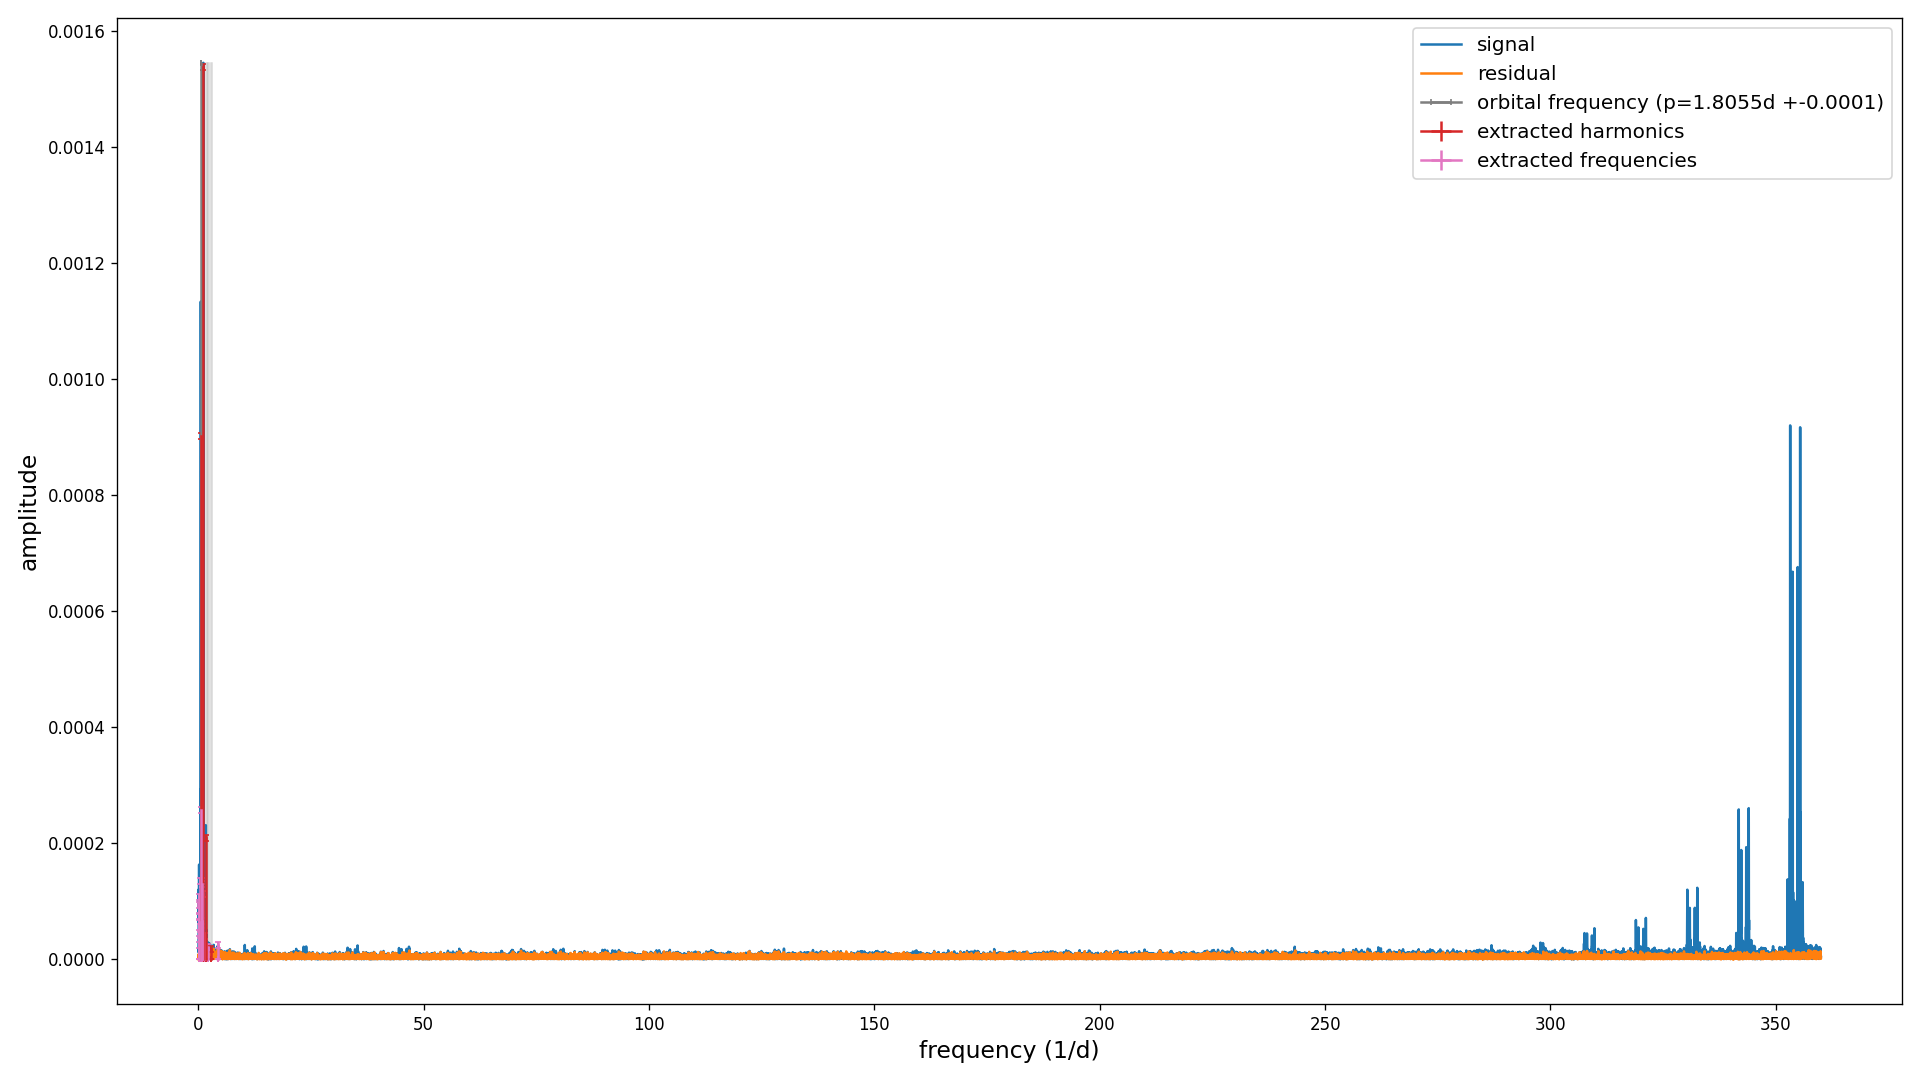 signal
residual
orbital frequency (p=1.8055d +-0.0001)
extracted harmonics
extracted frequencies
amplitude
0.0016
0.0014
0.0012
0.0010
0.0008
0.0006
0.0004
0.0002
0.0000
0
50
100
150
200
250
300
350
frequency (1/d)